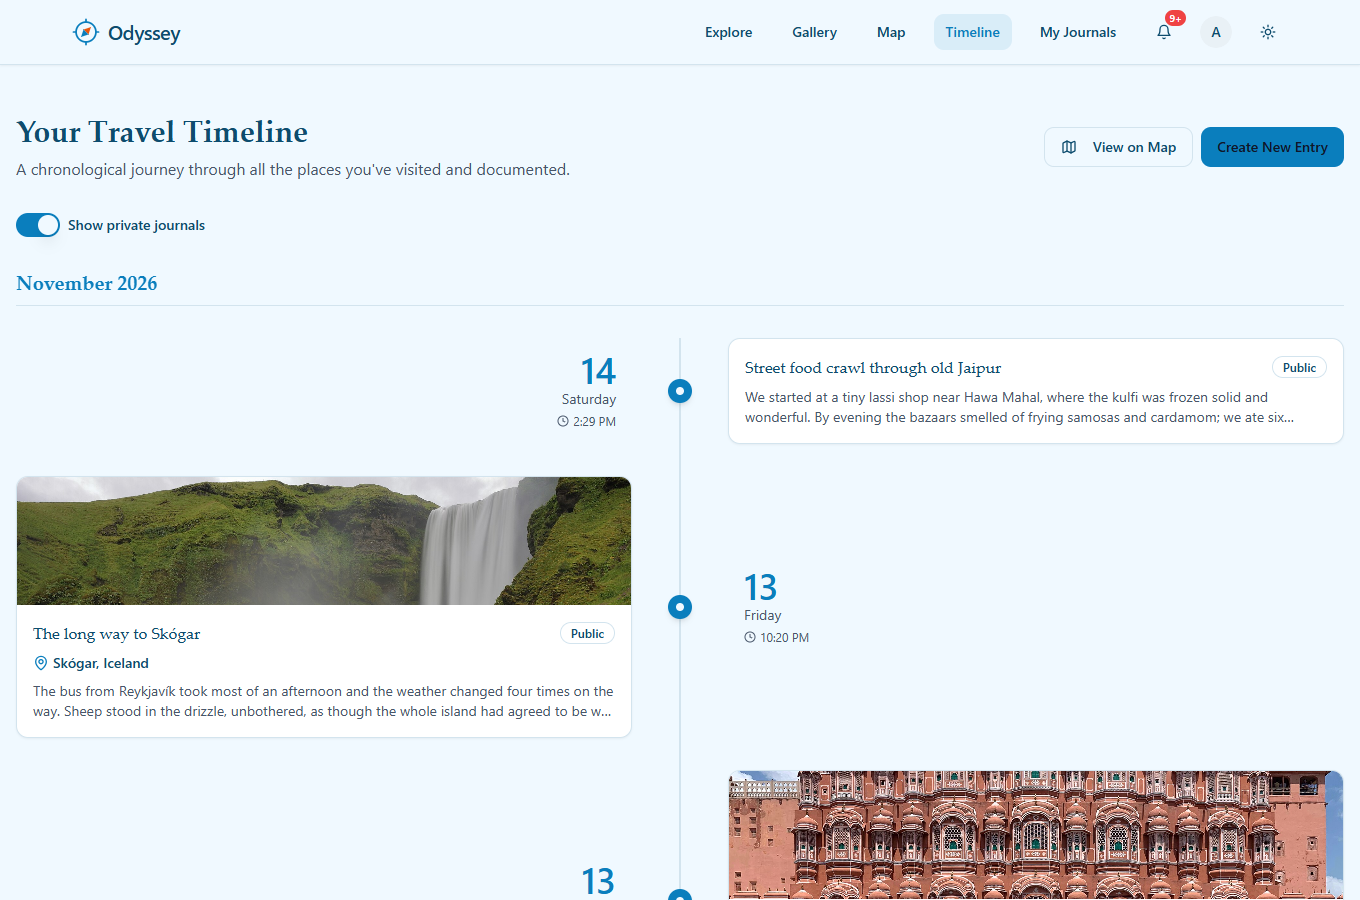 Odyssey
Explore
Gallery
Map
Timeline
My Journals
9+
A
Your Travel Timeline
A chronological journey through all the places you've visited and documented.
View on Map
Create New Entry
Show private journals
November 2026
14
Saturday
2:29 PM
Street food crawl through old Jaipur
Public
We started at a tiny lassi shop near Hawa Mahal, where the kulfi was frozen solid and
wonderful. By evening the bazaars smelled of frying samosas and cardamom; we ate six...
The long way to Skógar
Public
Skógar, Iceland
The bus from Reykjavík took most of an afternoon and the weather changed four times on the
way. Sheep stood in the drizzle, unbothered, as though the whole island had agreed to be w...
13
Friday
10:20 PM
13